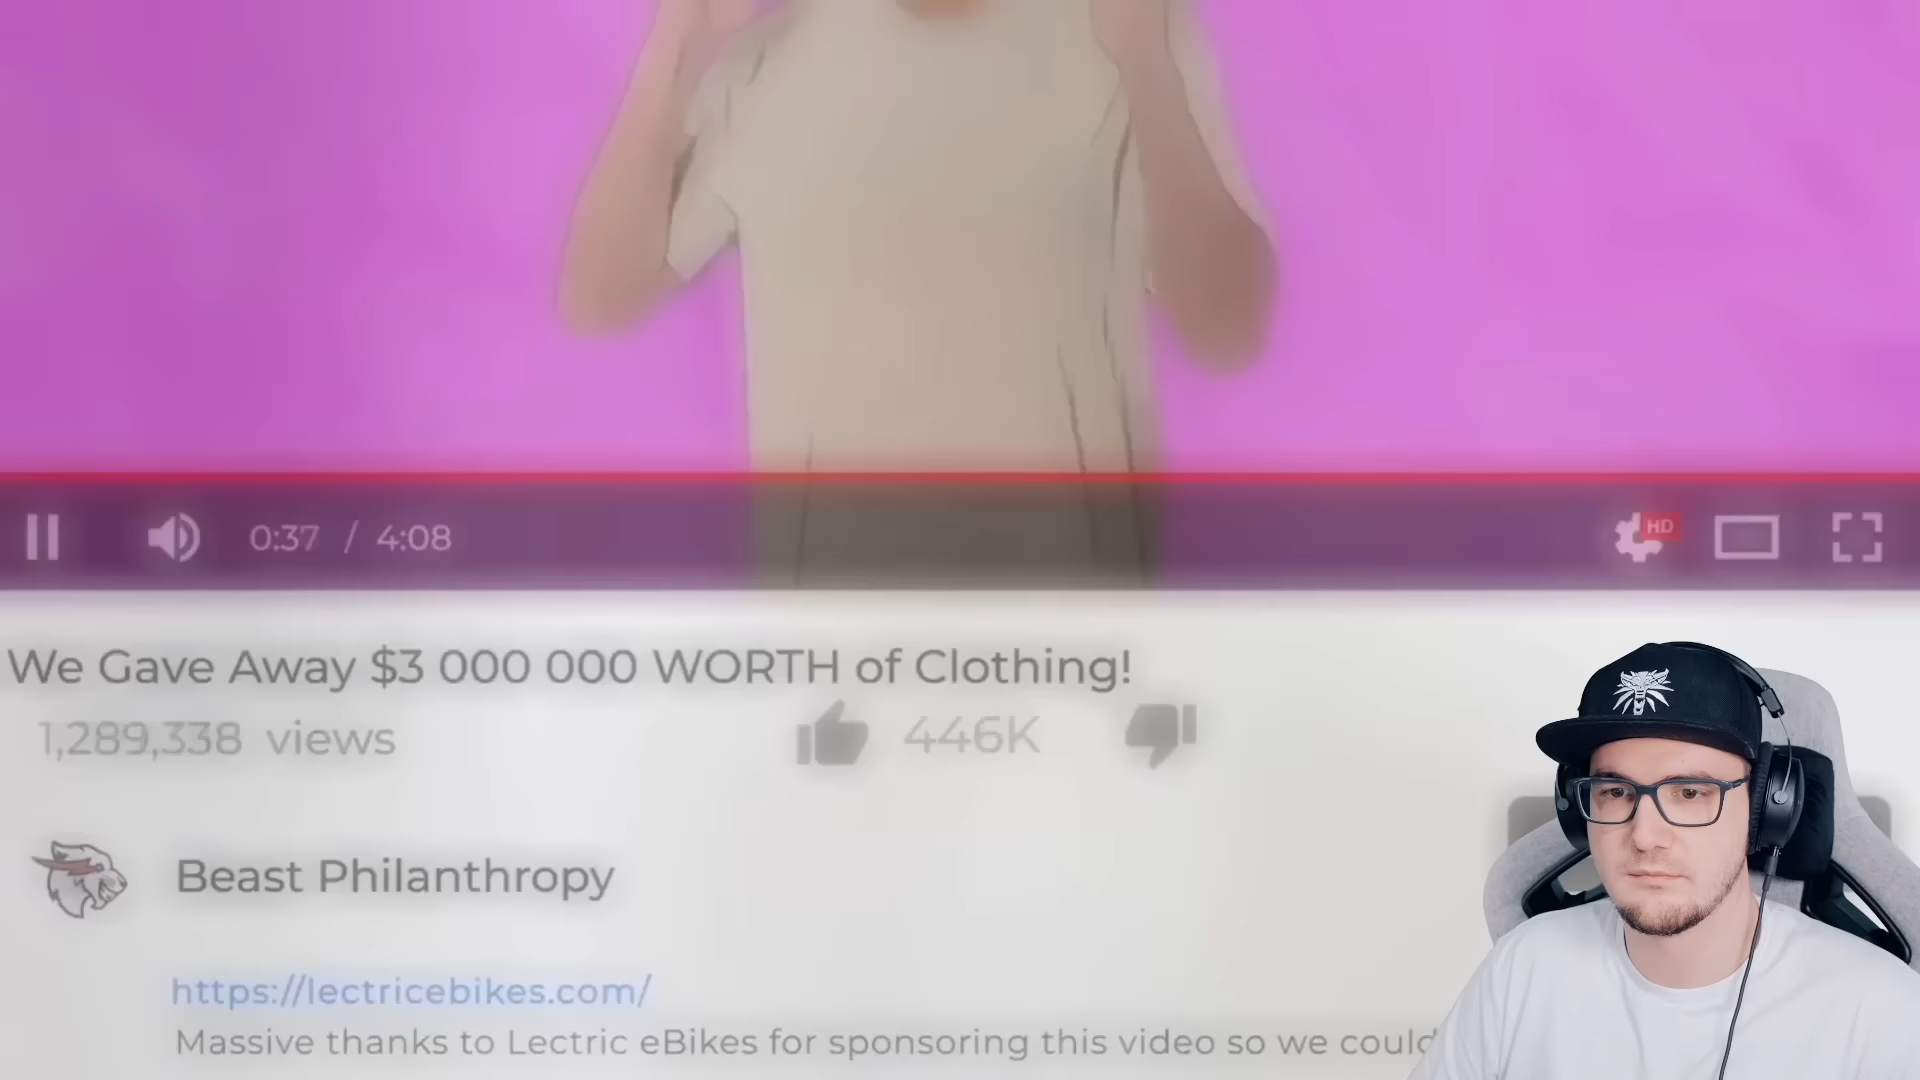 0:37 / 4:08
HD
We Gave Away $3 000 000 WORTH of Clothing!
1,289,338 views
446K
Beast Philanthropy
https://lectricebikes.com/
Massive thanks to Lectric eBikes for sponsoring this video so we could